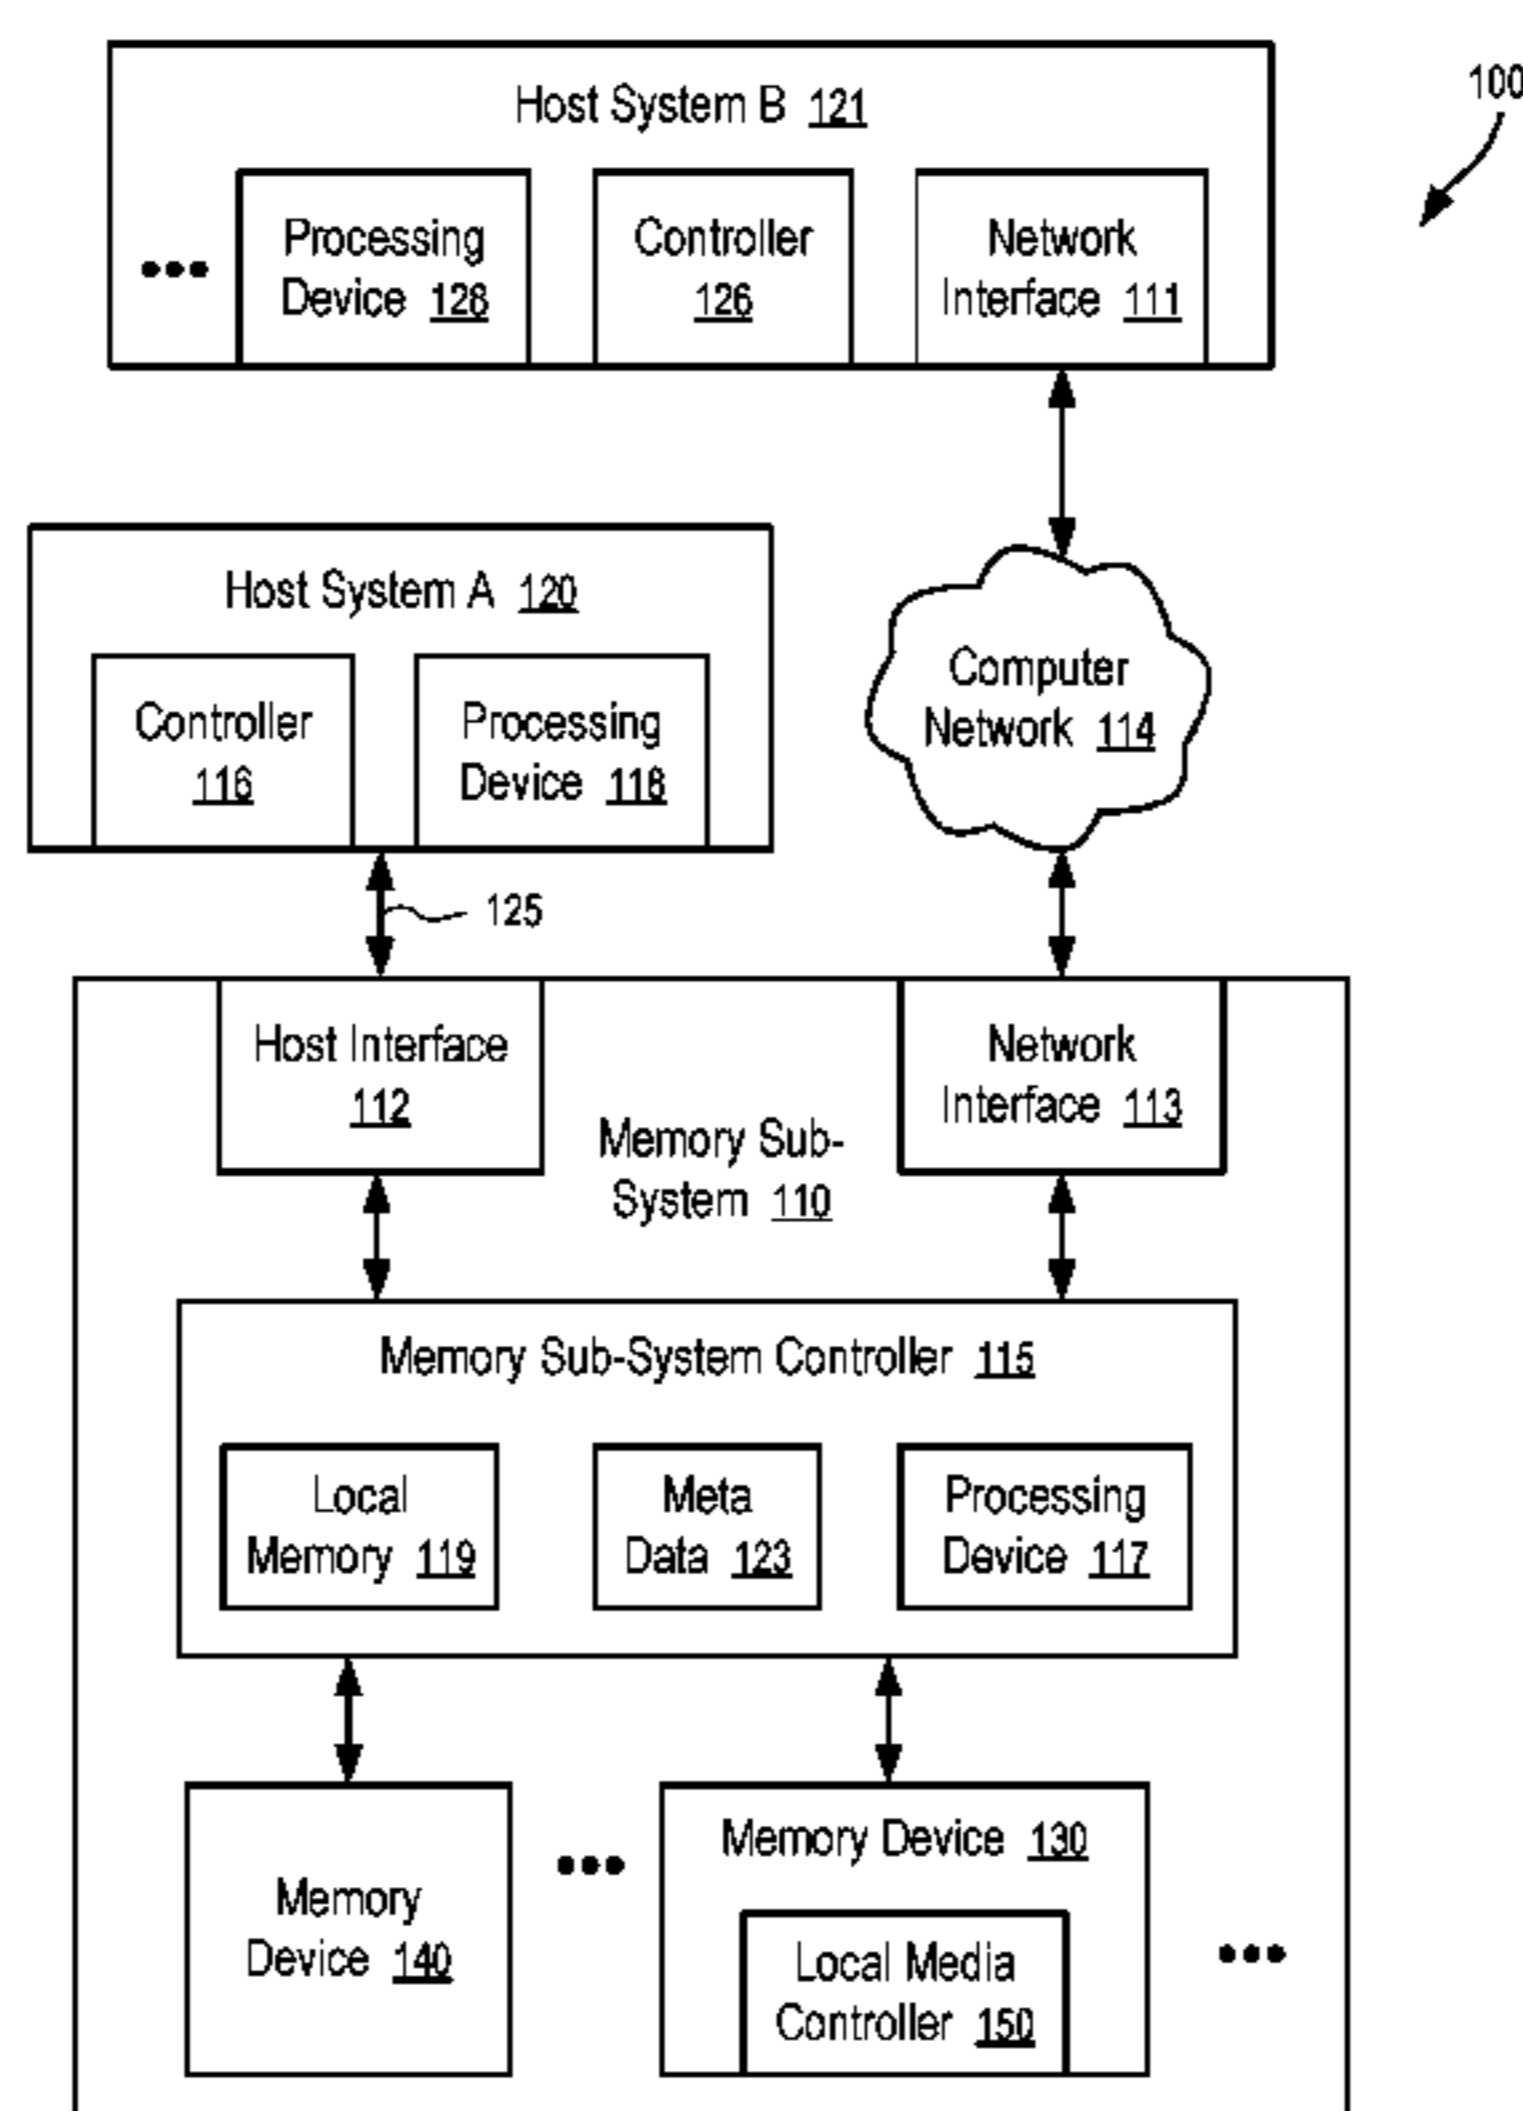 100
Host System B 121
Processing
Device 128
Controller
126
Network
Interface 111
Host System A 120
Controller
116
Processing
Device 118
Computer
Network 114
125
Host Interface
112
Network
Interface 113
Memory Sub-
System 110
Memory Sub-System Controller 115
Local
Memory 119
Meta
Data 123
Processing
Device 117
Memory
Device 140
Memory Device 130
Local Media
Controller 150